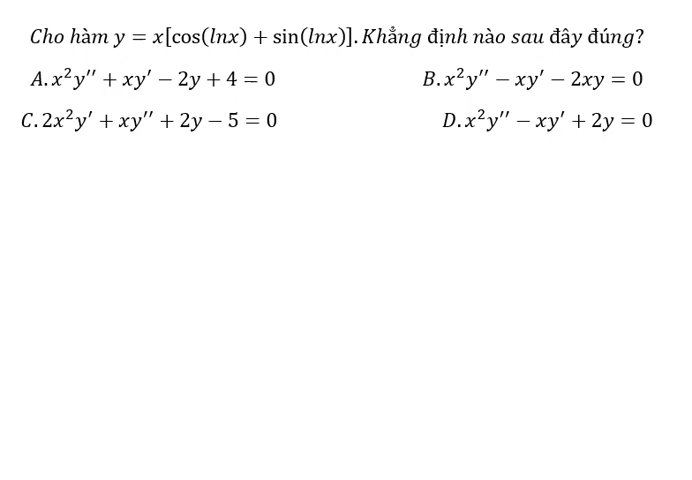 Cho hàm y = x[cos(lnx) + sin(lnx)]. Khẳng định nào sau đây đúng?
A. x²y′′ + xy′ − 2y + 4 = 0 B. x²y′′ − xy′ − 2xy = 0
C. 2x²y′ + xy′′ + 2y − 5 = 0 D. x²y′′ − xy′ + 2y = 0